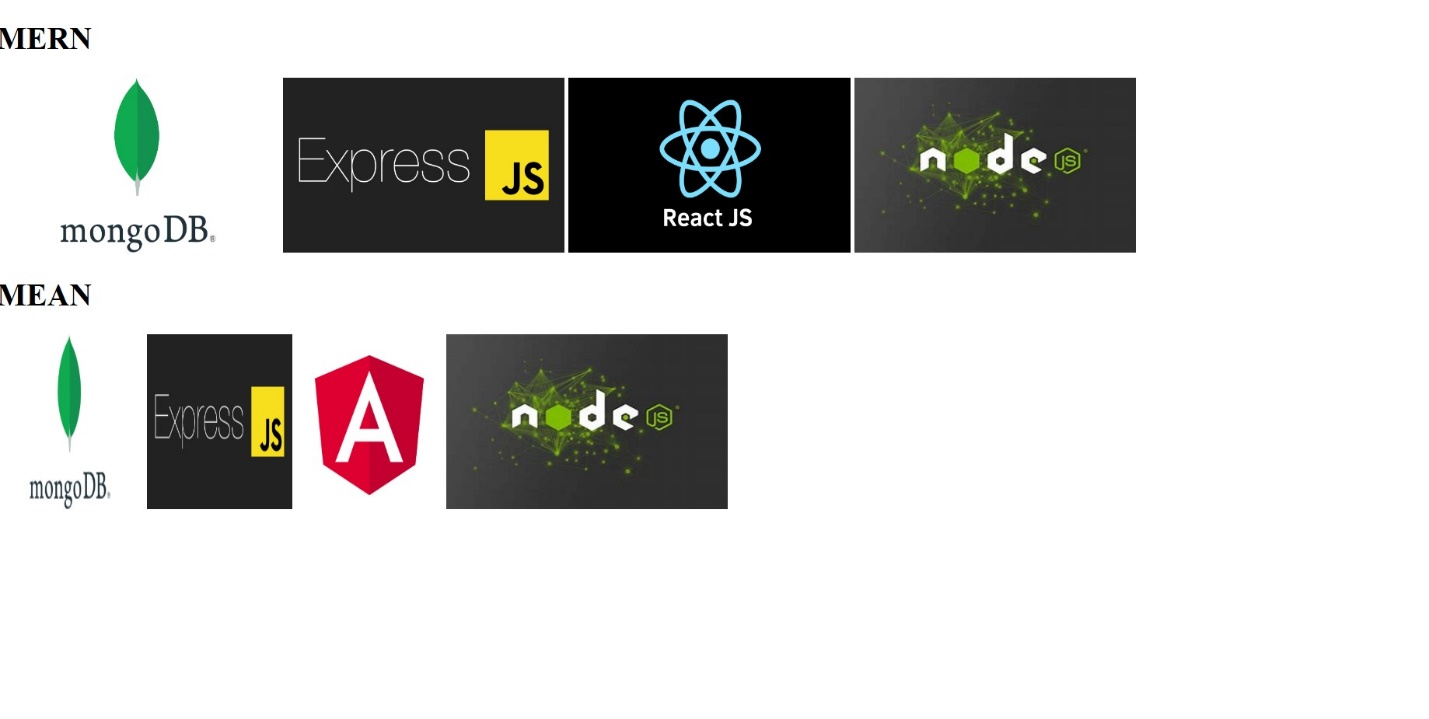 MERN
mongoDB®
Express JS
React JS
node JS
MEAN
mongoDB®
Express JS
A
node JS